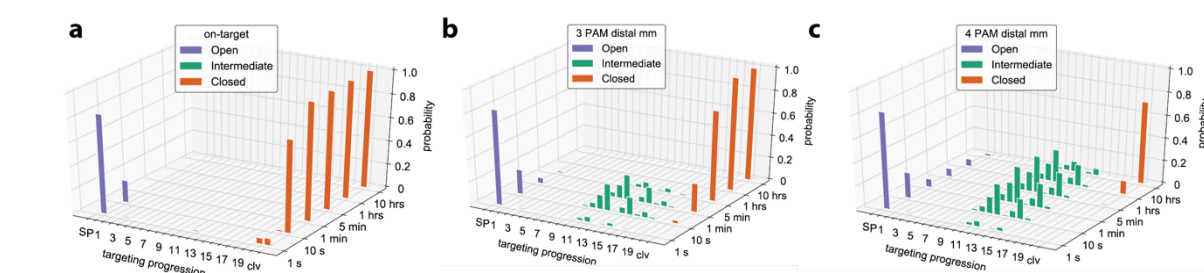 a
on-target
Open
Intermediate
Closed
1.0
0.8
0.6
0.4
0.2
0
probability
SP1 3 5 7 9 11 13 15 17 19 clv
targeting progression
1 s
10 s
1 min
5 min
1 hrs
10 hrs
b
3 PAM distal mm
Open
Intermediate
Closed
1.0
0.8
0.6
0.4
0.2
0
probability
SP1 3 5 7 9 11 13 15 17 19 clv
targeting progression
1 s
10 s
1 min
5 min
1 hrs
10 hrs
c
4 PAM distal mm
Open
Intermediate
Closed
1.0
0.8
0.6
0.4
0.2
0
probability
SP1 3 5 7 9 11 13 15 17 19 clv
targeting progression
1 s
10 s
1 min
5 min
1 hrs
10 hrs